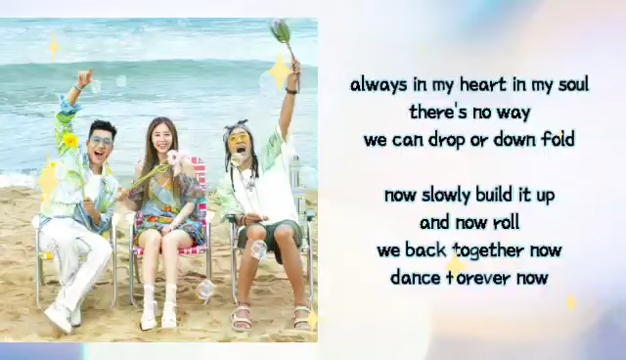 always in my heart in my soul
there's no way
we can drop or down fold
now slowly build it up
and now roll
we back together now
dance forever now